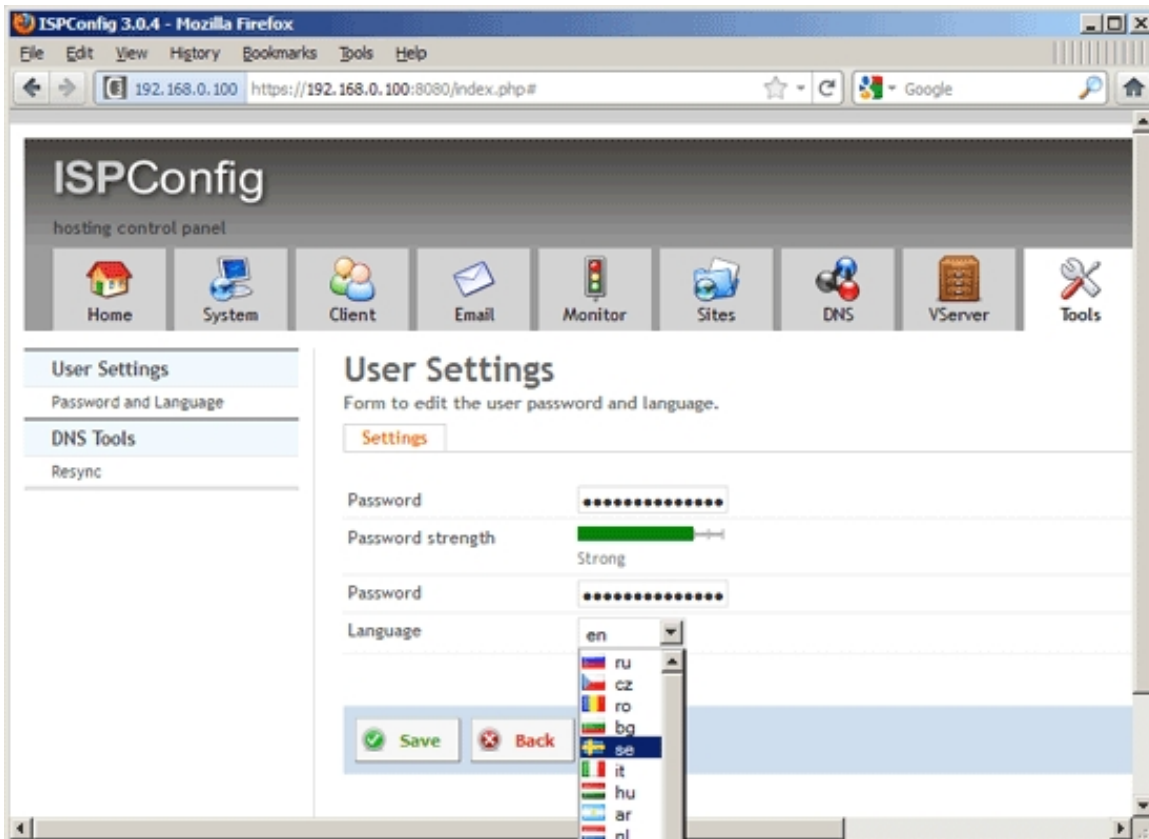 ISPConfig 3.0.4 - Mozilla Firefox
File Edit View History Bookmarks Tools Help
192.168.0.100 https://192.168.0.100:8080/index.php# Google
ISPConfig
hosting control panel
Home System Client Email Monitor Sites DNS VServer Tools
User Settings
Password and Language
DNS Tools
Resync
User Settings
Form to edit the user password and language.
Settings
Password ••••••••••••••
Password strength
Strong
Password ••••••••••••••
Language en
ru
cz
ro
bg
se
it
hu
ar
nl
Save Back